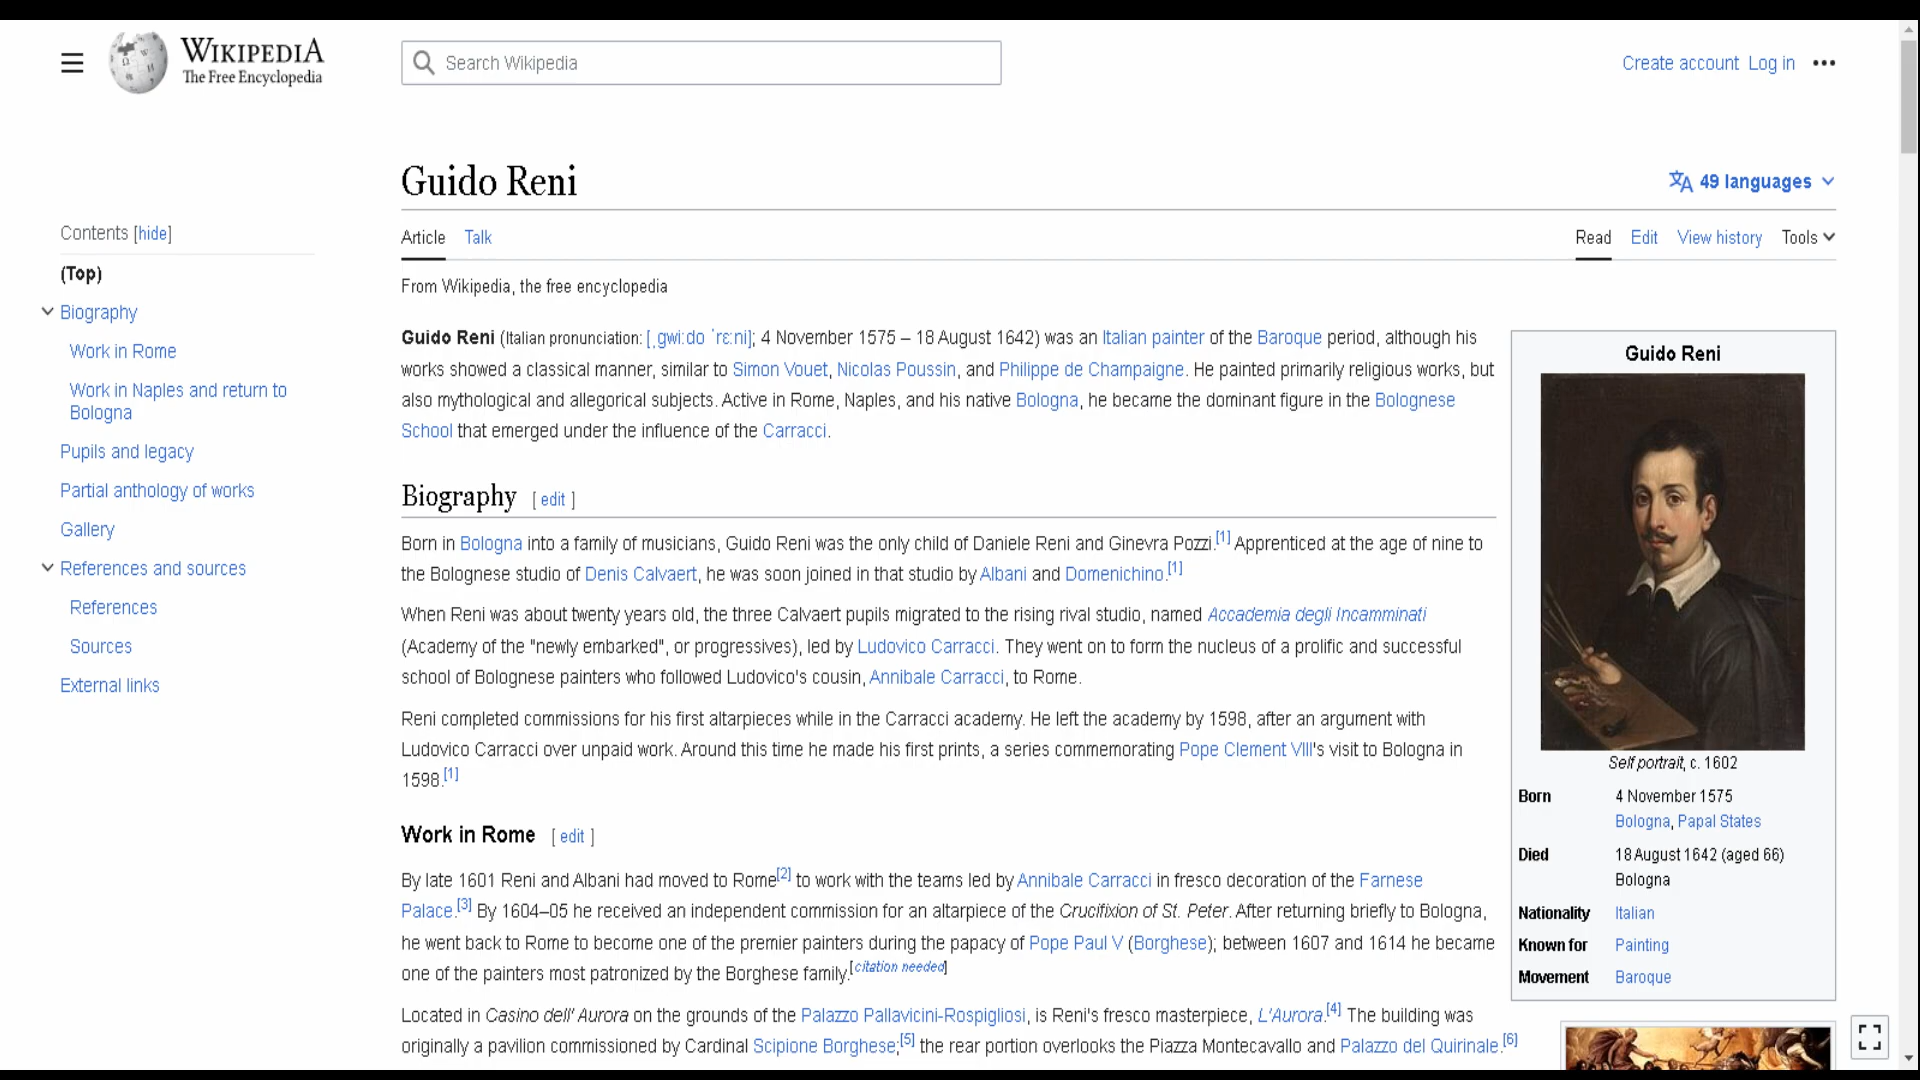 WIKIPEDIA
The Free Encyclopedia
Search Wikipedia
Create account Log in
Guido Reni
49 languages
Contents [hide]
(Top)
Biography
Work in Rome
Work in Naples and return to
Bologna
Pupils and legacy
Partial anthology of works
Gallery
References and sources
References
Sources
External links
Article Talk
Read Edit View history Tools
From Wikipedia, the free encyclopedia
Guido Reni (Italian pronunciation: [ˌɡwiːdo ˈrɛːni]; 4 November 1575 – 18 August 1642) was an Italian painter of the Baroque period, although his
works showed a classical manner, similar to Simon Vouet, Nicolas Poussin, and Philippe de Champaigne. He painted primarily religious works, but
also mythological and allegorical subjects. Active in Rome, Naples, and his native Bologna, he became the dominant figure in the Bolognese
School that emerged under the influence of the Carracci.
Biography [ edit ]
Born in Bologna into a family of musicians, Guido Reni was the only child of Daniele Reni and Ginevra Pozzi.[1] Apprenticed at the age of nine to
the Bolognese studio of Denis Calvaert, he was soon joined in that studio by Albani and Domenichino.[1]
When Reni was about twenty years old, the three Calvaert pupils migrated to the rising rival studio, named Accademia degli Incamminati
(Academy of the "newly embarked", or progressives), led by Ludovico Carracci. They went on to form the nucleus of a prolific and successful
school of Bolognese painters who followed Ludovico's cousin, Annibale Carracci, to Rome.
Reni completed commissions for his first altarpieces while in the Carracci academy. He left the academy by 1598, after an argument with
Ludovico Carracci over unpaid work. Around this time he made his first prints, a series commemorating Pope Clement VIII's visit to Bologna in
1598.[1]
Work in Rome [ edit ]
By late 1601 Reni and Albani had moved to Rome[2] to work with the teams led by Annibale Carracci in fresco decoration of the Farnese
Palace.[3] By 1604–05 he received an independent commission for an altarpiece of the Crucifixion of St. Peter. After returning briefly to Bologna,
he went back to Rome to become one of the premier painters during the papacy of Pope Paul V (Borghese); between 1607 and 1614 he became
one of the painters most patronized by the Borghese family.[citation needed]
Located in Casino dell' Aurora on the grounds of the Palazzo Pallavicini-Rospigliosi, is Reni's fresco masterpiece, L'Aurora.[4] The building was
originally a pavilion commissioned by Cardinal Scipione Borghese;[5] the rear portion overlooks the Piazza Montecavallo and Palazzo del Quirinale.[6]
Guido Reni
Self portrait, c. 1602
Born 4 November 1575
Bologna, Papal States
Died 18 August 1642 (aged 66)
Bologna
Nationality Italian
Known for Painting
Movement Baroque